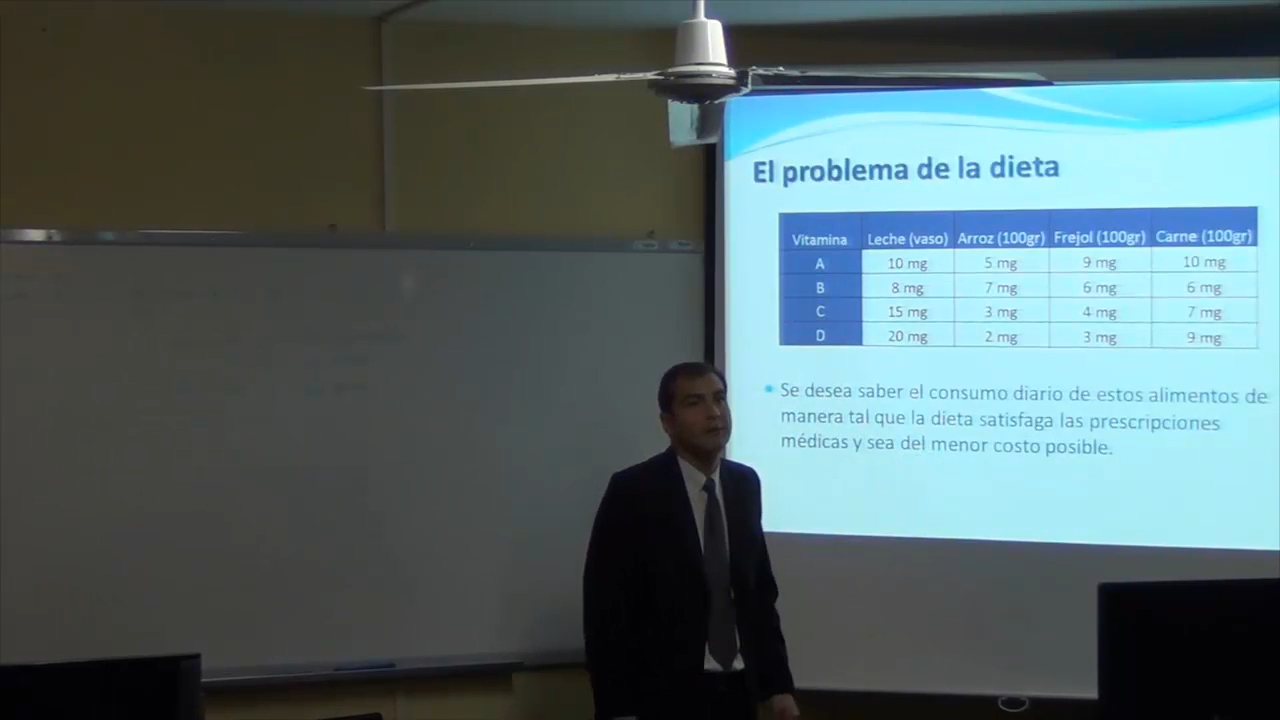 El problema de la dieta
Vitamina Leche (vaso) Arroz (100gr) Frejol (100gr) Carne (100gr)
A 10 mg 5 mg 9 mg 10 mg
B 8 mg 7 mg 6 mg 6 mg
C 15 mg 3 mg 4 mg 7 mg
D 20 mg 2 mg 3 mg 9 mg
Se desea saber el consumo diario de estos alimentos de
manera tal que la dieta satisfaga las prescripciones
médicas y sea del menor costo posible.